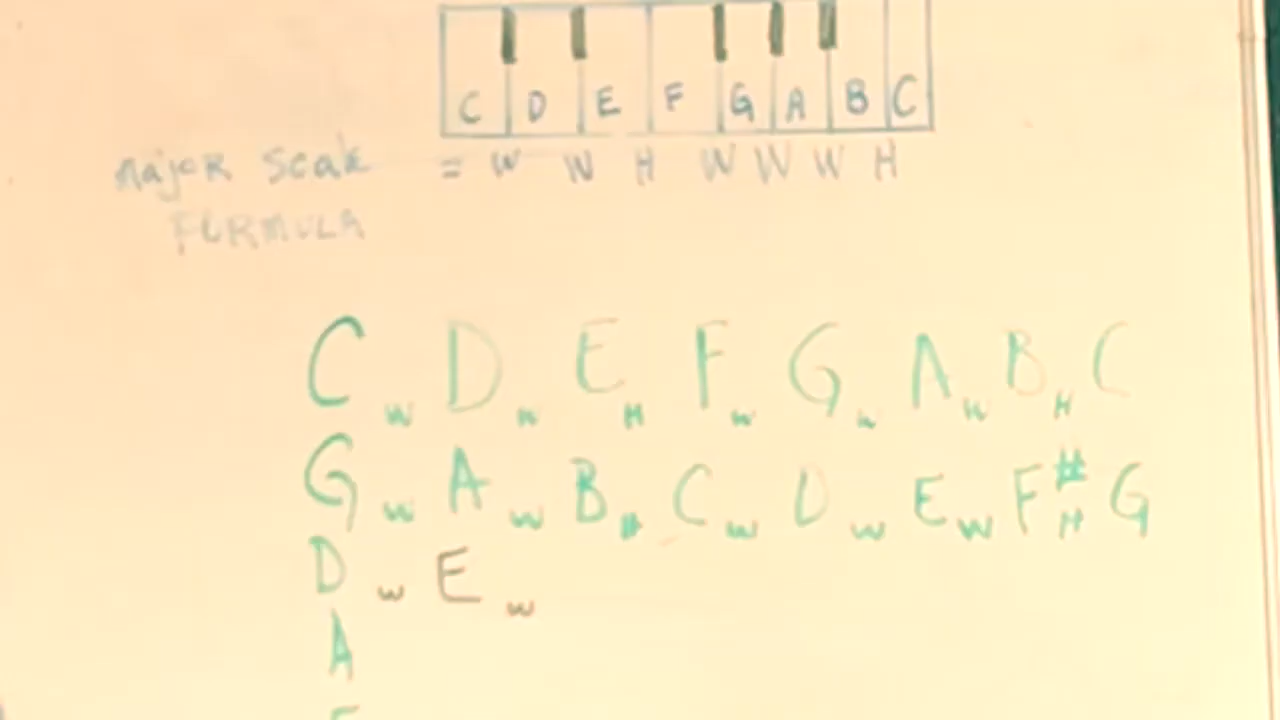 C D E F G A B C
major scale = W W H W W W H
FORMULA
C W D W E H F W G W A W B H C
G W A W B H C W D W E W F# H G
D W E W
A